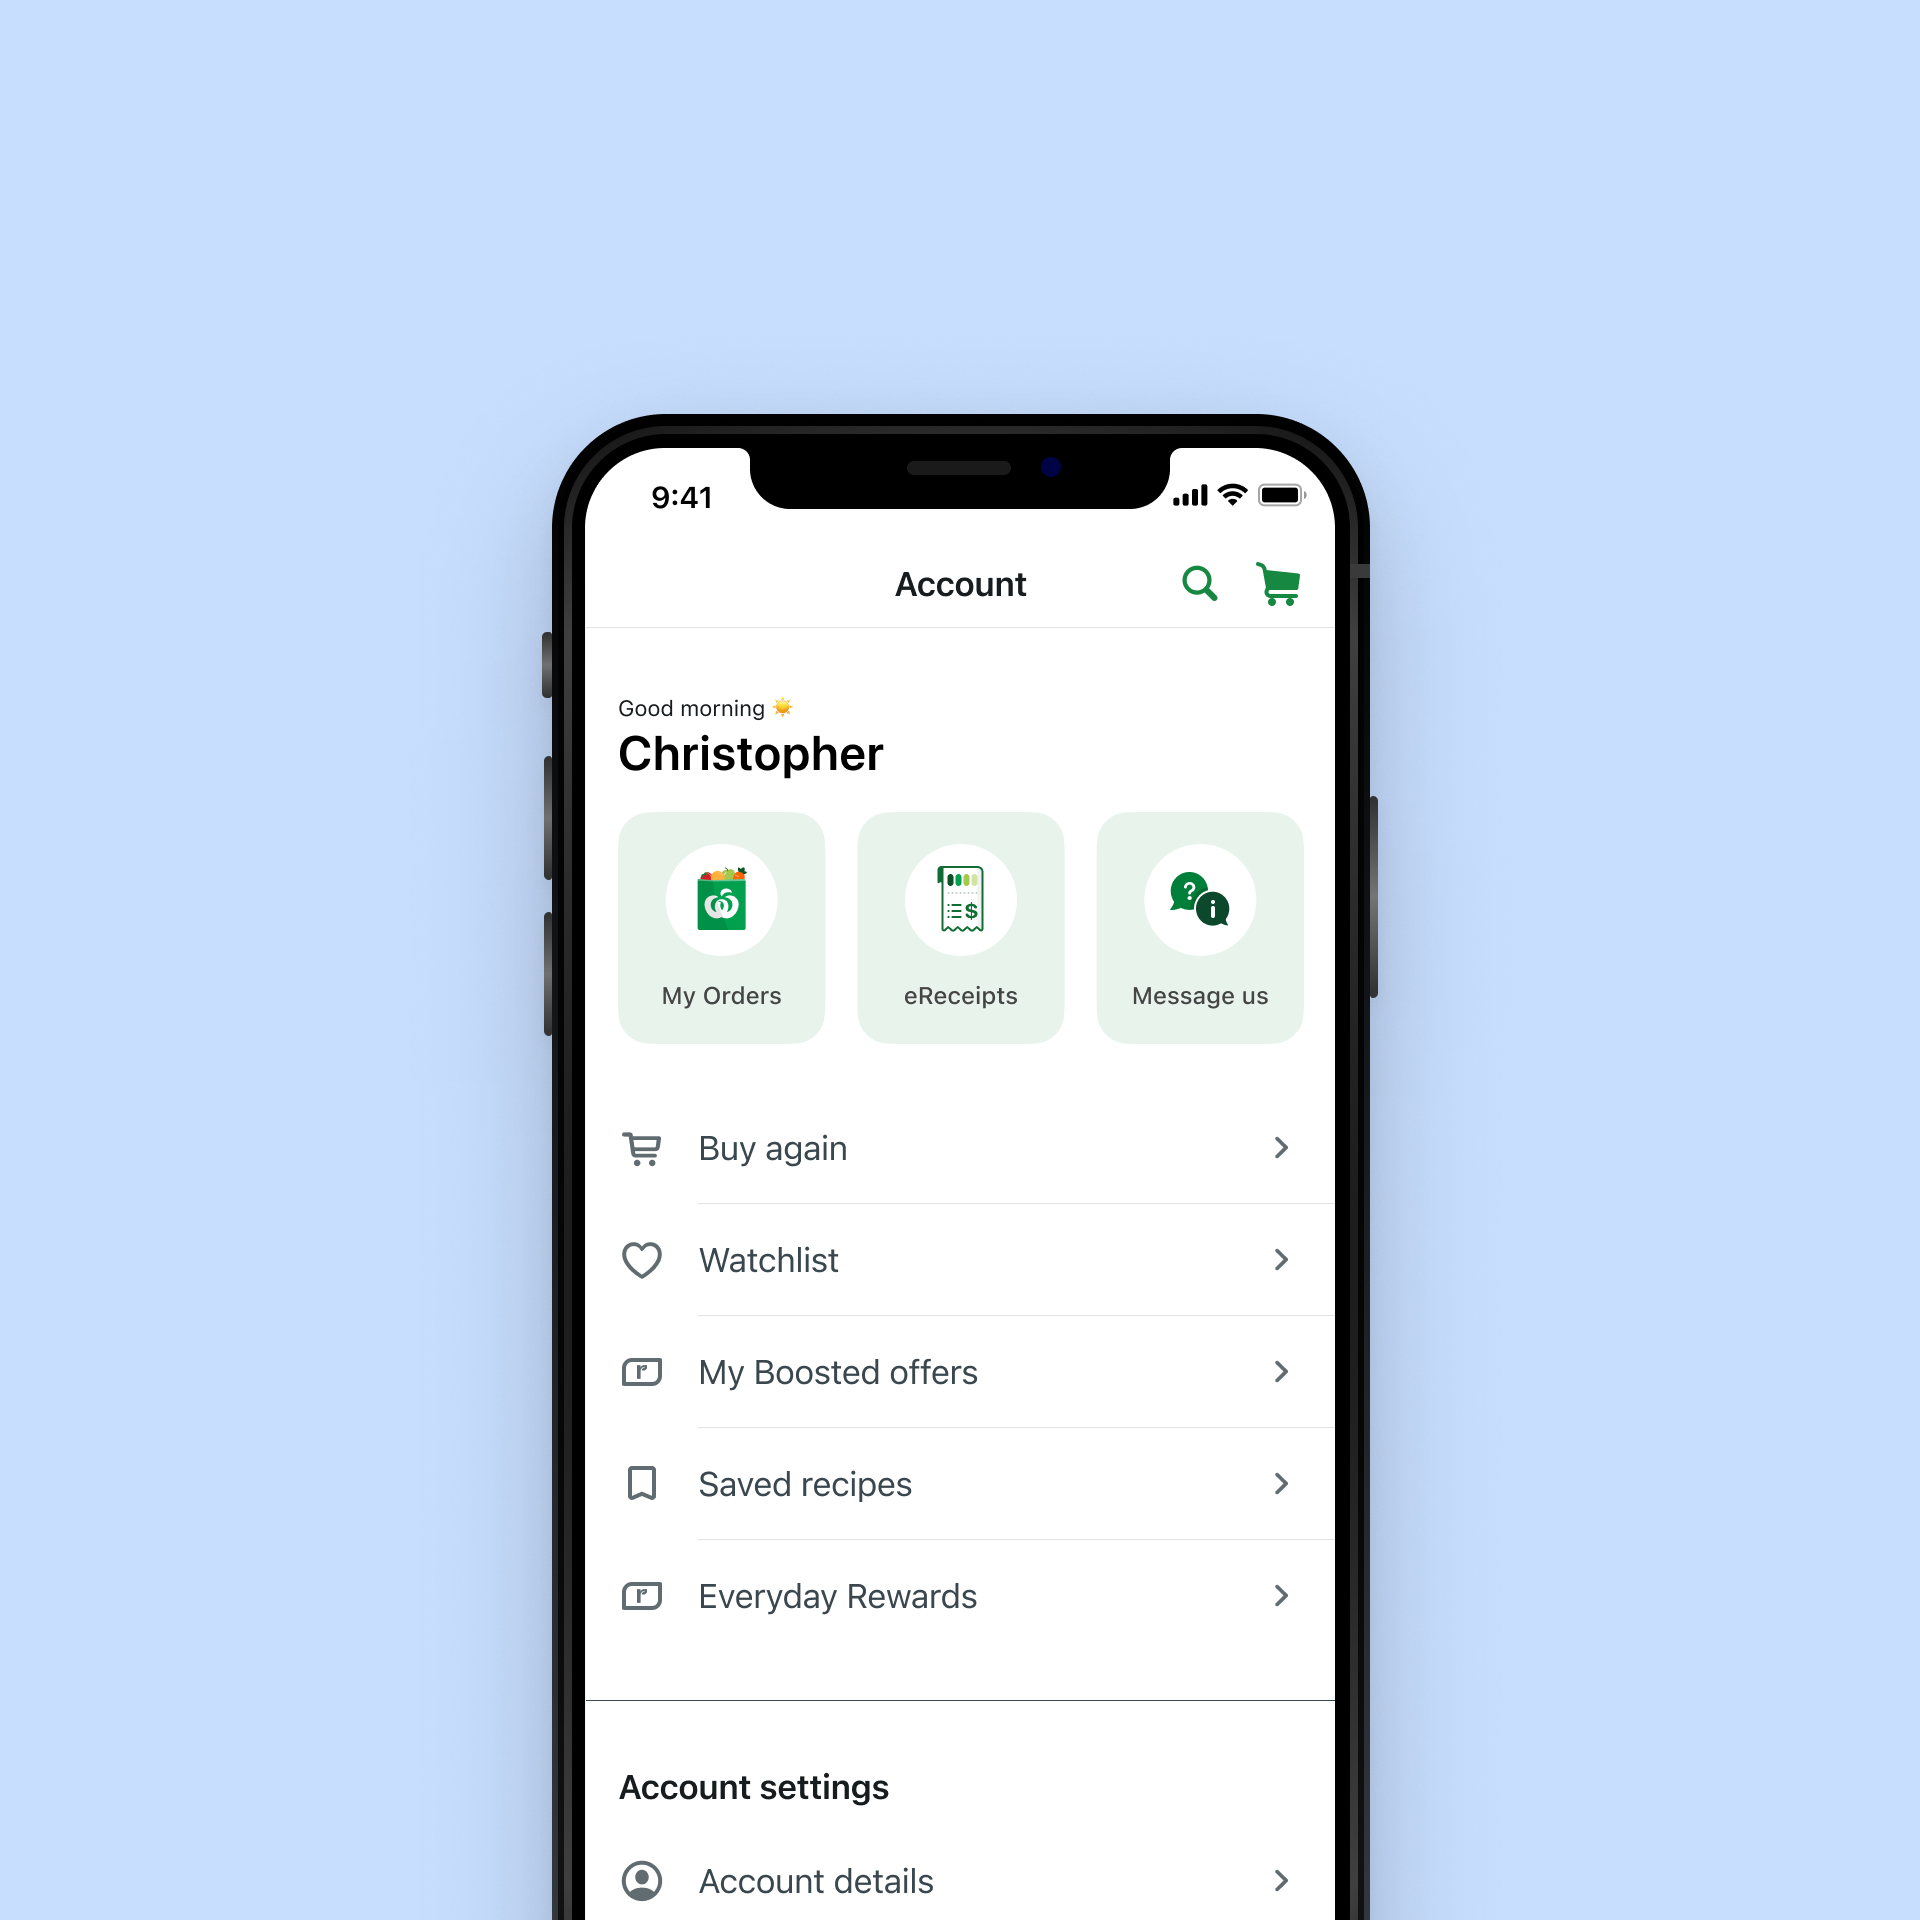 9:41
Account
Good morning ☀️
Christopher
$
?
i
My Orders
eReceipts
Message us
Buy again
Watchlist
My Boosted offers
Saved recipes
Everyday Rewards
Account settings
Account details